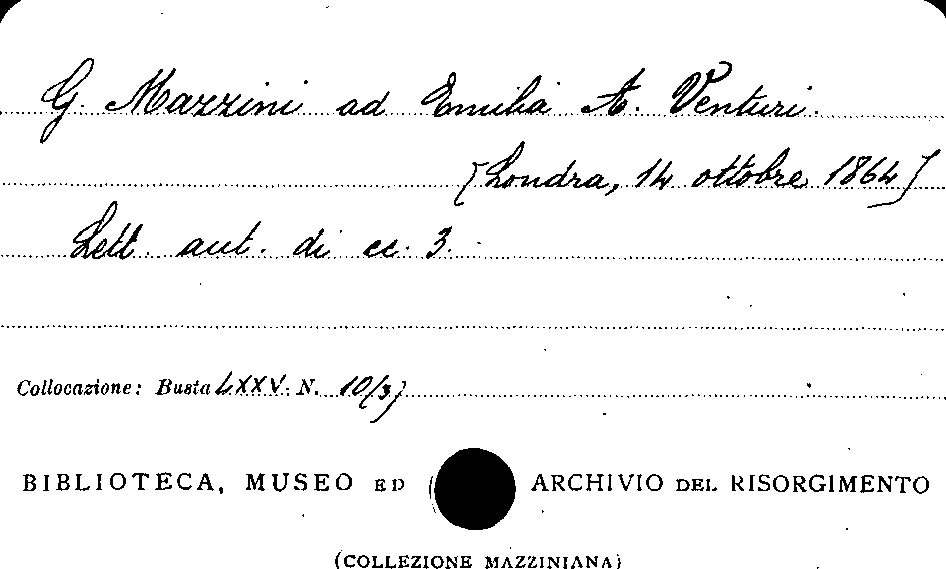 G. Mazzini ad Emilia A. Venturi.
[Londra, 14 ottobre 1864]
Lett. aut. di cc. 3.
Collocazione: Busta LXXV. N. 10(3)
BIBLIOTECA, MUSEO ED ARCHIVIO DEL RISORGIMENTO
(COLLEZIONE MAZZINIANA)